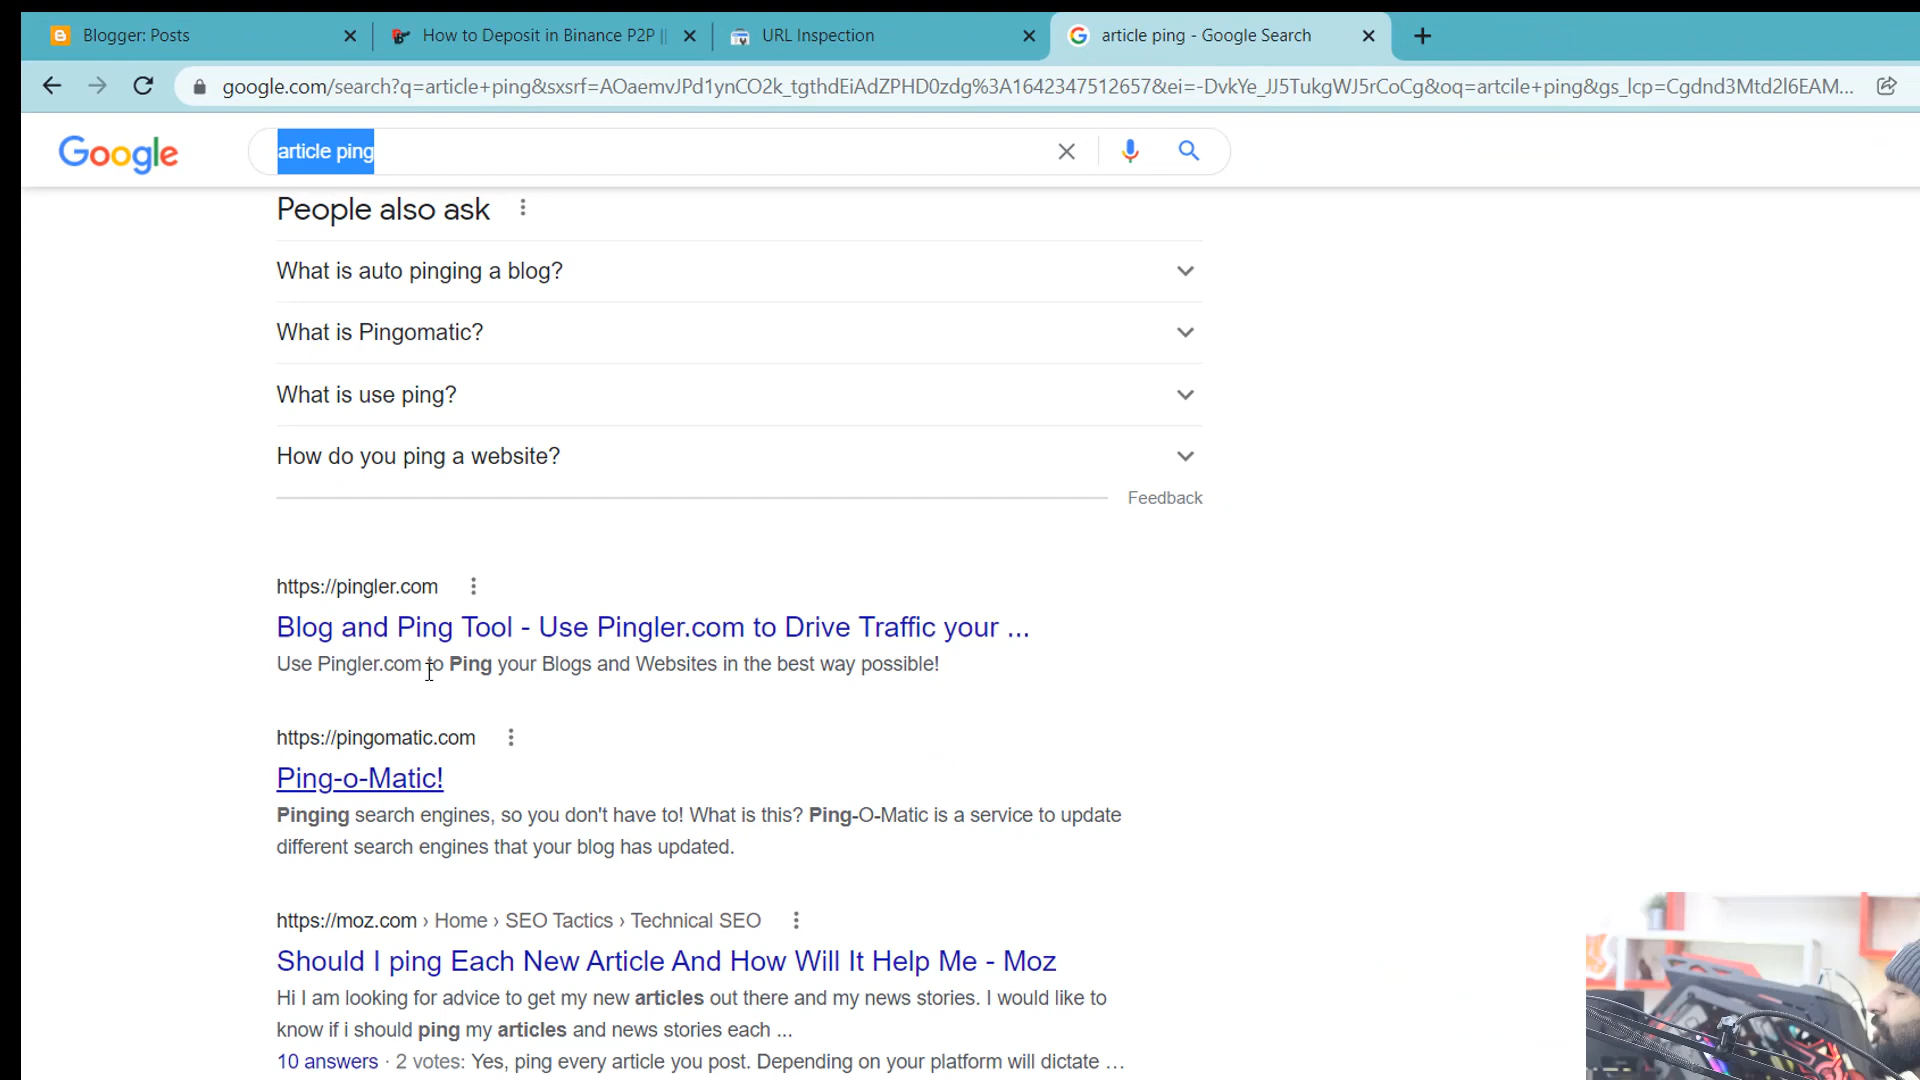 Blogger: Posts
How to Deposit in Binance P2P ||
URL Inspection
article ping - Google Search
google.com/search?q=article+ping&sxsrf=AOaemvJPd1ynCO2k_tgthdEiAdZPHD0zdg%3A1642347512657&ei=-DvkYe_JJ5TukgWJ5rCoCg&oq=artcile+ping&gs_lcp=Cgdnd3Mtd2l6EAM...
Google
article ping
People also ask
What is auto pinging a blog?
What is Pingomatic?
What is use ping?
How do you ping a website?
Feedback
https://pingler.com
Blog and Ping Tool - Use Pingler.com to Drive Traffic your ...
Use Pingler.com to Ping your Blogs and Websites in the best way possible!
https://pingomatic.com
Ping-o-Matic!
Pinging search engines, so you don't have to! What is this? Ping-O-Matic is a service to update
different search engines that your blog has updated.
https://moz.com › Home › SEO Tactics › Technical SEO
Should I ping Each New Article And How Will It Help Me - Moz
Hi I am looking for advice to get my new articles out there and my news stories. I would like to
know if i should ping my articles and news stories each ...
10 answers · 2 votes: Yes, ping every article you post. Depending on your platform will dictate ...